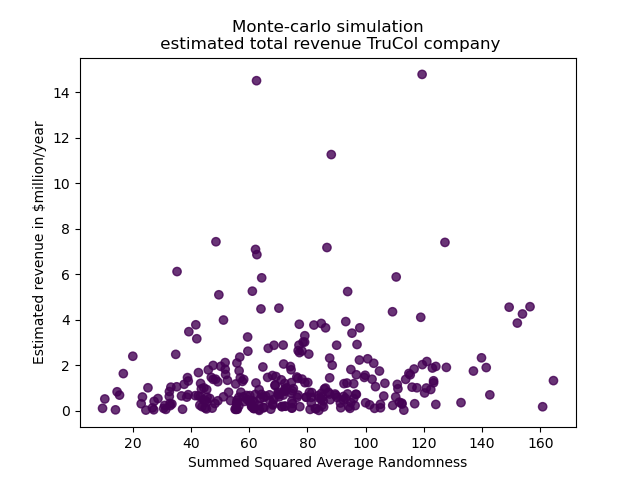 Monte-carlo simulation
estimated total revenue TruCol company
Estimated revenue in $million/year
14
12
10
8
6
4
2
0
20 40 60 80 100 120 140 160
Summed Squared Average Randomness